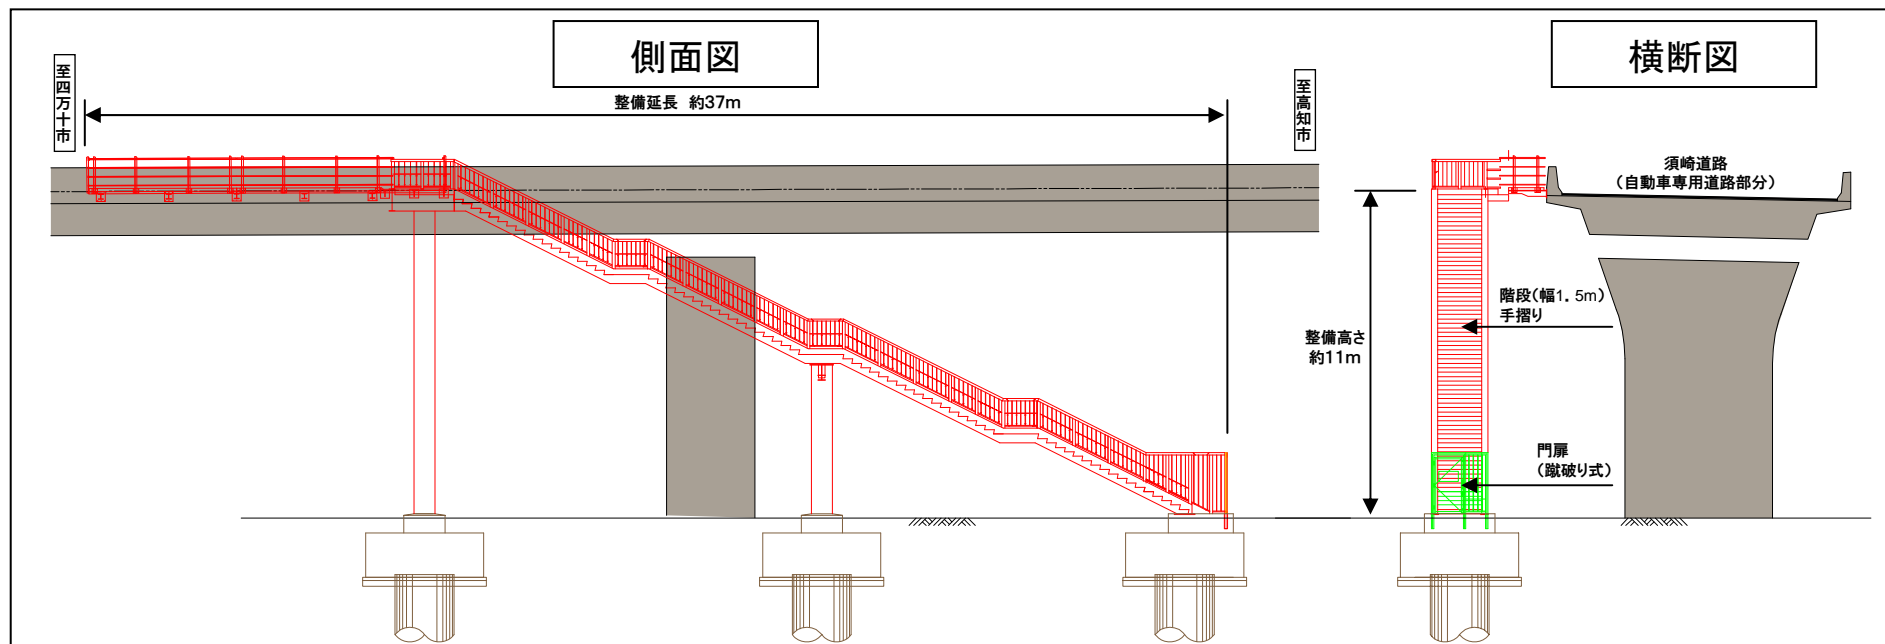 側面図
横断図
至四万十市
整備延長 約37m
至高知市
須崎道路
（自動車専用道路部分）
階段（幅1．5m）
手摺り
整備高さ
約11m
門扉
（蹴破り式）